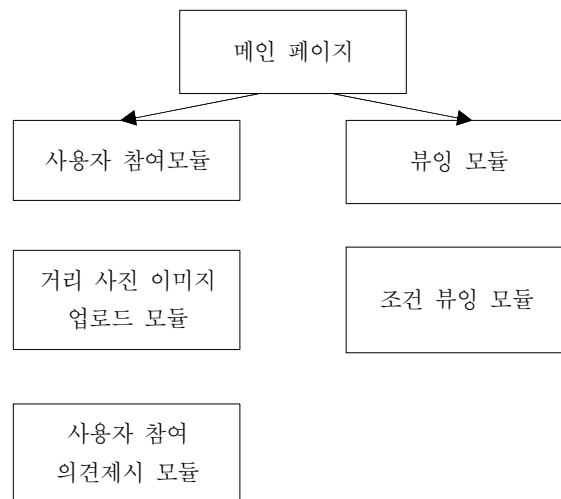 메인 페이지
사용자 참여모듈
뷰잉 모듈
거리 사진 이미지
업로드 모듈
조건 뷰잉 모듈
사용자 참여
의견제시 모듈